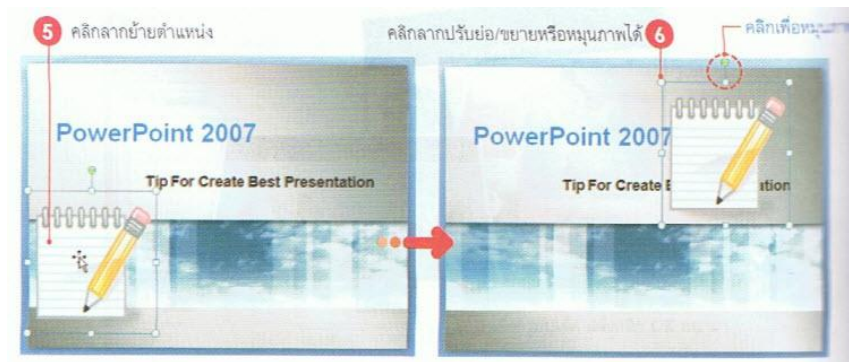 5 คลิกลากย้ายตำแหน่ง
คลิกลากปรับย่อ/ขยายหรือหมุนภาพได้ 6
คลิกเพื่อหมุน
PowerPoint 2007
Tip For Create Best Presentation
PowerPoint 2007
Tip For Create